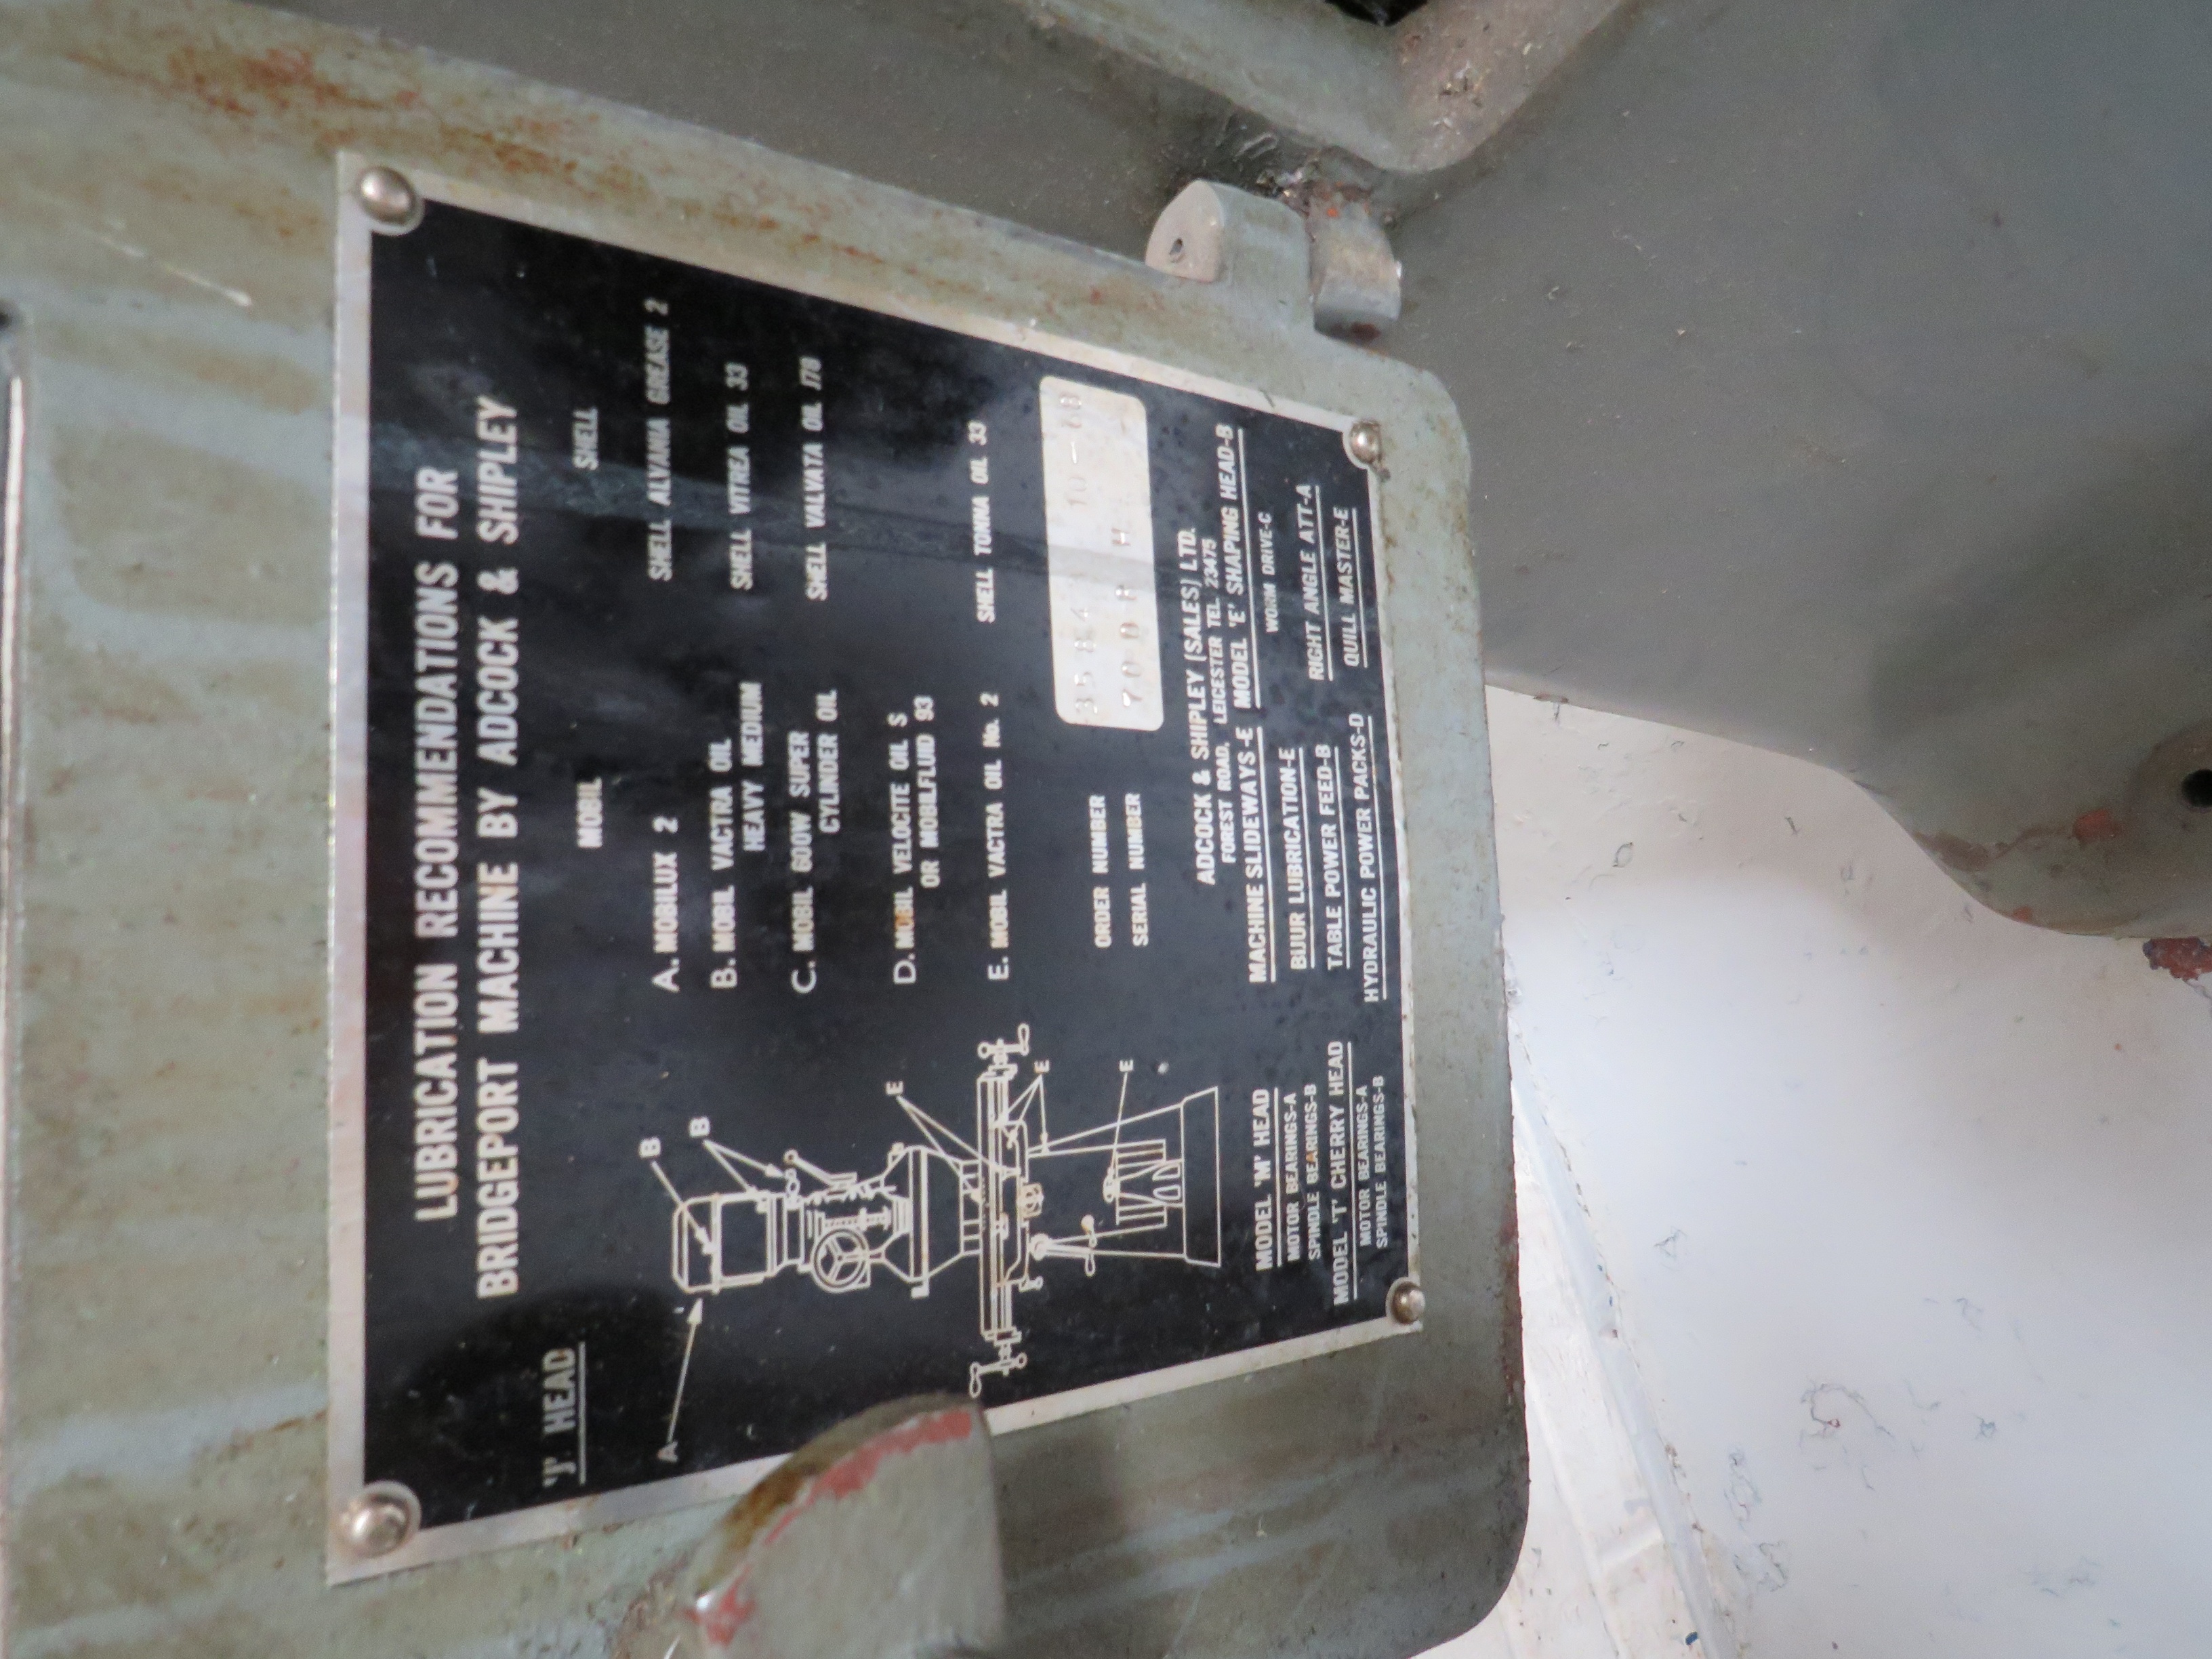 LUBRICATION RECOMMENDATIONS FOR
BRIDGEPORT MACHINE BY ADCOCK & SHIPLEY
'J' HEAD
MOBIL SHELL
A. MOBILUX 2 SHELL ALVANIA GREASE 2
B. MOBIL VACTRA OIL SHELL VITREA OIL 33
HEAVY MEDIUM
C. MOBIL 600W SUPER SHELL VALVATA OIL J78
CYLINDER OIL
D. MOBIL VELOCITE OIL S
OR MOBILFLUID 93
E. MOBIL VACTRA OIL No. 2 SHELL TONNA OIL 33
A
B
B
E
E
E
ORDER NUMBER
SERIAL NUMBER
ADCOCK & SHIPLEY (SALES) LTD.
FOREST ROAD, LEICESTER TEL. 23475
MODEL 'M' HEAD
MOTOR BEARINGS-A
SPINDLE BEARINGS-B
MODEL 'T' CHERRY HEAD
MOTOR BEARINGS-A
SPINDLE BEARINGS-B
MACHINE SLIDEWAYS-E
BIJUR LUBRICATION-E
TABLE POWER FEED-B
HYDRAULIC POWER PACKS-D
MODEL 'E' SHAPING HEAD-B
WORM DRIVE-C
RIGHT ANGLE ATT-A
QUILL MASTER-E